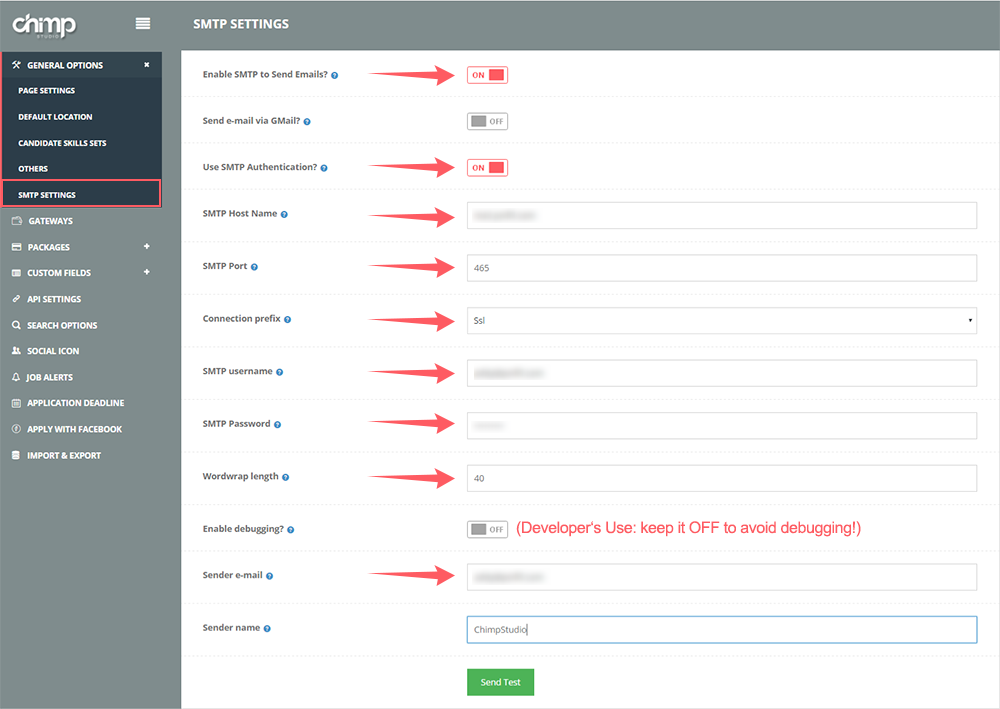 chimp
STUDIO
SMTP SETTINGS
GENERAL OPTIONS
PAGE SETTINGS
DEFAULT LOCATION
CANDIDATE SKILLS SETS
OTHERS
SMTP SETTINGS
GATEWAYS
PACKAGES +
CUSTOM FIELDS +
API SETTINGS
SEARCH OPTIONS
SOCIAL ICON
JOB ALERTS
APPLICATION DEADLINE
APPLY WITH FACEBOOK
IMPORT & EXPORT
Enable SMTP to Send Emails? ? ON
Send e-mail via GMail? ? OFF
Use SMTP Authentication? ? ON
SMTP Host Name ?
SMTP Port ? 465
Connection prefix ? Ssl
SMTP username ?
SMTP Password ?
Wordwrap length ? 40
Enable debugging? ? OFF (Developer's Use: keep it OFF to avoid debugging!)
Sender e-mail ?
Sender name ? ChimpStudio
Send Test